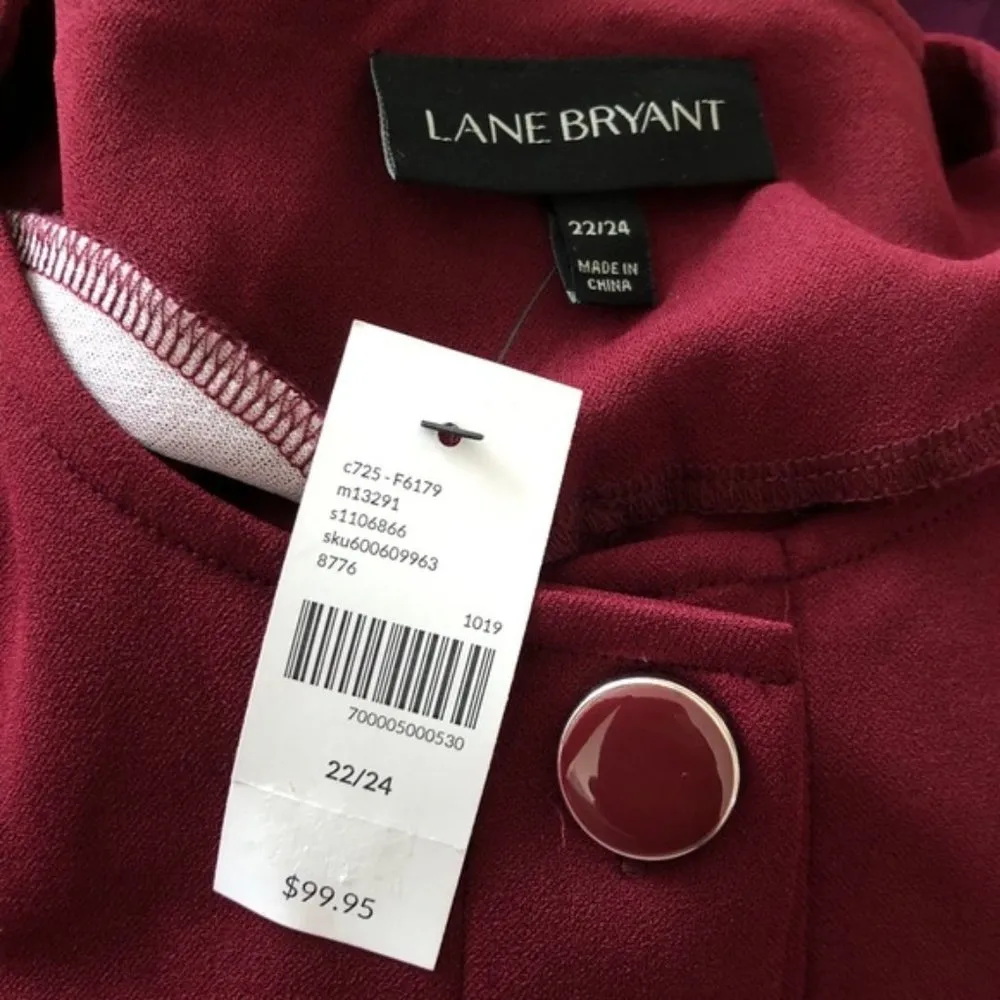 LANE BRYANT
22/24
MADE IN
CHINA
c725-F6179
m13291
s1106866
sku600609963
8776
1019
700005000530
22/24
$99.95